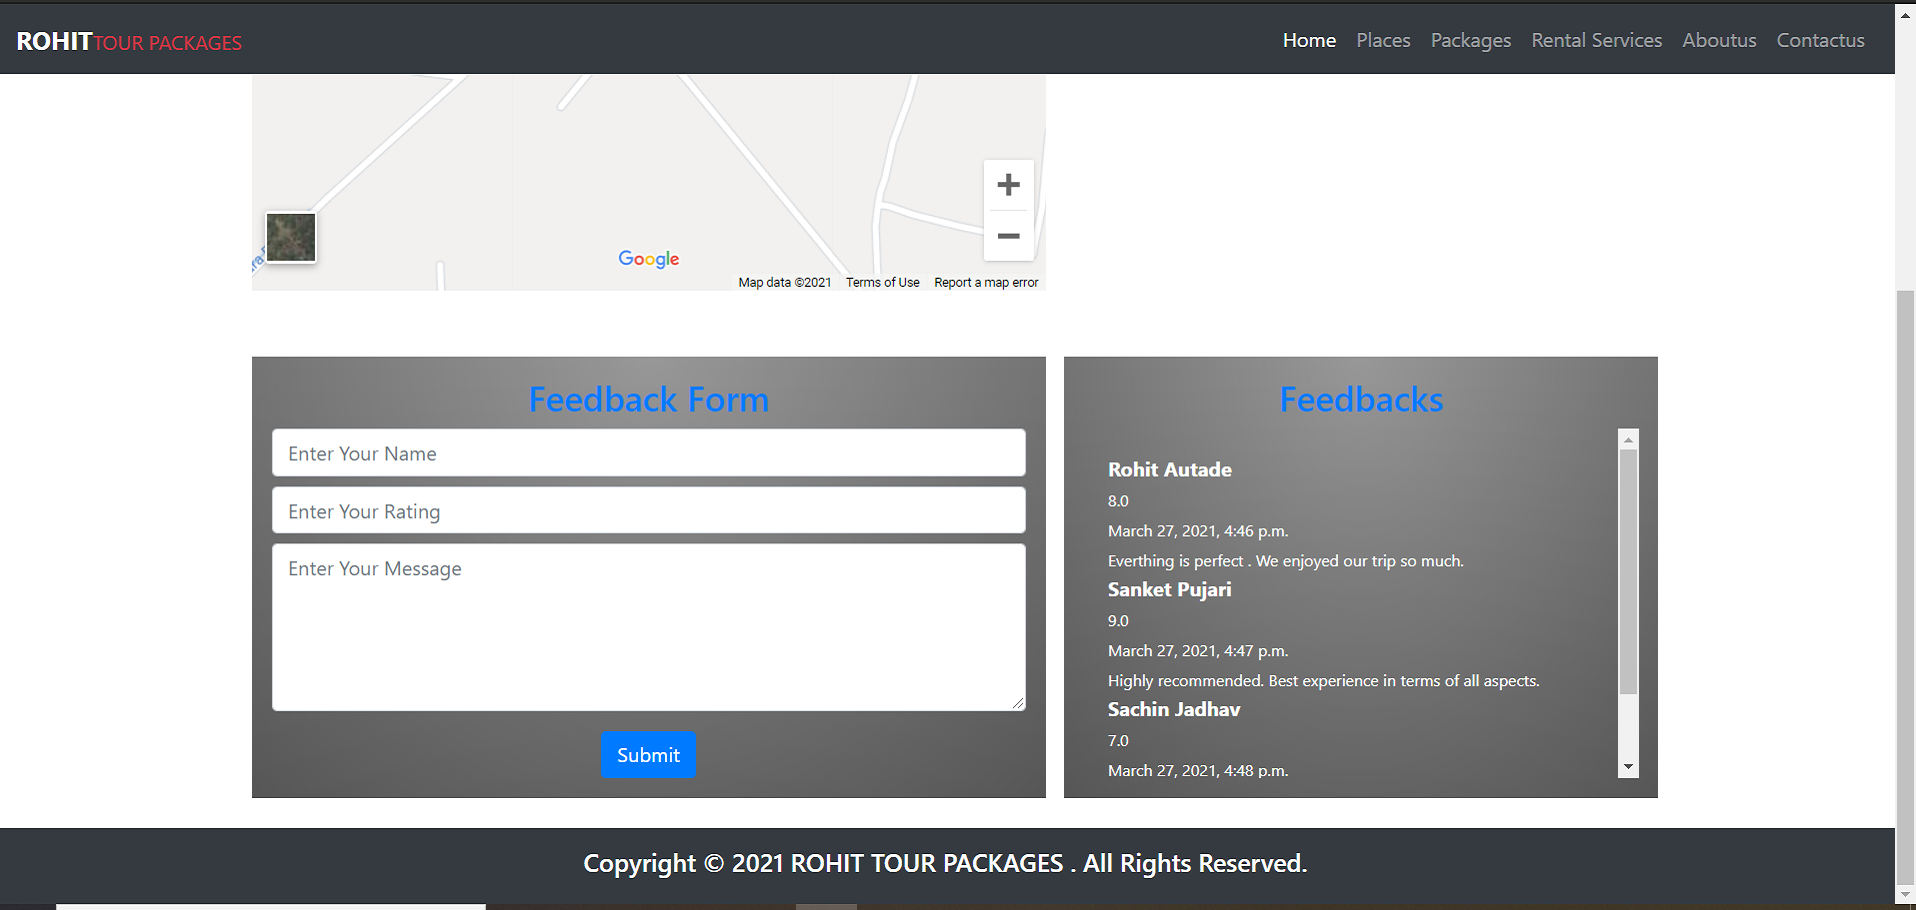 ROHITTOUR PACKAGES
Home Places Packages Rental Services Aboutus Contactus
Google
Map data ©2021 Terms of Use Report a map error
Feedback Form
Enter Your Name
Enter Your Rating
Enter Your Message
Submit
Feedbacks
Rohit Autade
8.0
March 27, 2021, 4:46 p.m.
Everthing is perfect . We enjoyed our trip so much.
Sanket Pujari
9.0
March 27, 2021, 4:47 p.m.
Highly recommended. Best experience in terms of all aspects.
Sachin Jadhav
7.0
March 27, 2021, 4:48 p.m.
Copyright © 2021 ROHIT TOUR PACKAGES . All Rights Reserved.